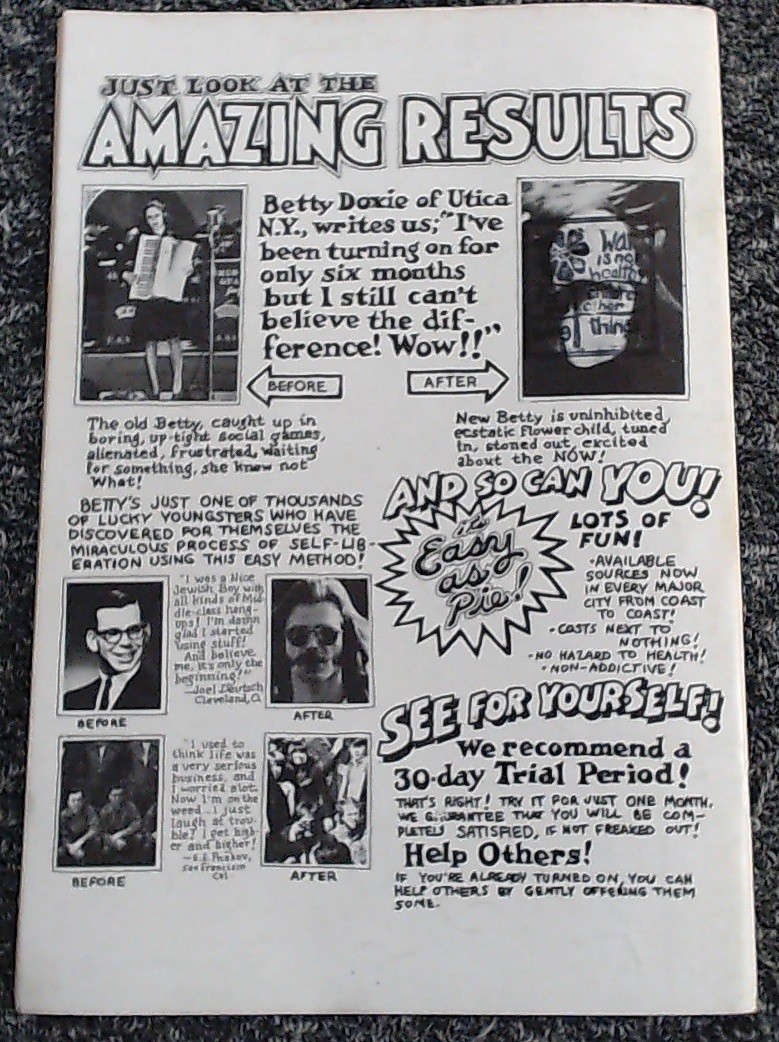 JUST LOOK AT THE
AMAZING RESULTS
Betty Doxie of Utica
N.Y., writes us; "I've
been turning on for
only six months
but I still can't
believe the dif-
ference! Wow!!"
BEFORE
AFTER
War
is not
healthy
children
other
thing
The old Betty, caught up in
boring, up-tight social games,
alienated, frustrated, waiting
for something, she knew not
What!
New Betty is uninhibited,
ecstatic flower child, tuned
in, stoned out, excited
about the NOW!
BETTY'S JUST ONE OF THOUSANDS
OF LUCKY YOUNGSTERS WHO HAVE
DISCOVERED FOR THEMSELVES THE
MIRACULOUS PROCESS OF SELF-LIB-
ERATION USING THIS EASY METHOD!
"I was a Nice
Jewish Boy with
all kinds of Mid-
dle-class hang-
ups! I'm damn
glad I started
using stuff!
And believe
me, it's only the
beginning!"
—Joel Deutsch
Cleveland, O.
BEFORE
AFTER
"I used to
think life was
a very serious
business, and
I worried alot.
Now I'm on the
weed... I just
laugh at trou-
ble! I get high-
er and higher!
San Francisco
Cal
BEFORE
AFTER
AND SO CAN YOU!
it's
Easy
as
Pie!
LOTS OF
FUN!
•AVAILABLE
SOURCES NOW
IN EVERY MAJOR
CITY FROM COAST
TO COAST!
•COSTS NEXT TO
NOTHING!
•NO HAZARD TO HEALTH!
•NON-ADDICTIVE!
SEE FOR YOURSELF!
We recommend a
30-day Trial Period!
THAT'S RIGHT! TRY IT FOR JUST ONE MONTH.
WE GUARANTEE THAT YOU WILL BE COM-
PLETELY SATISFIED, IF NOT FREAKED OUT!
Help Others!
IF YOU'RE ALREADY TURNED ON, YOU CAN
HELP OTHERS BY GENTLY OFFERING THEM
SOME.